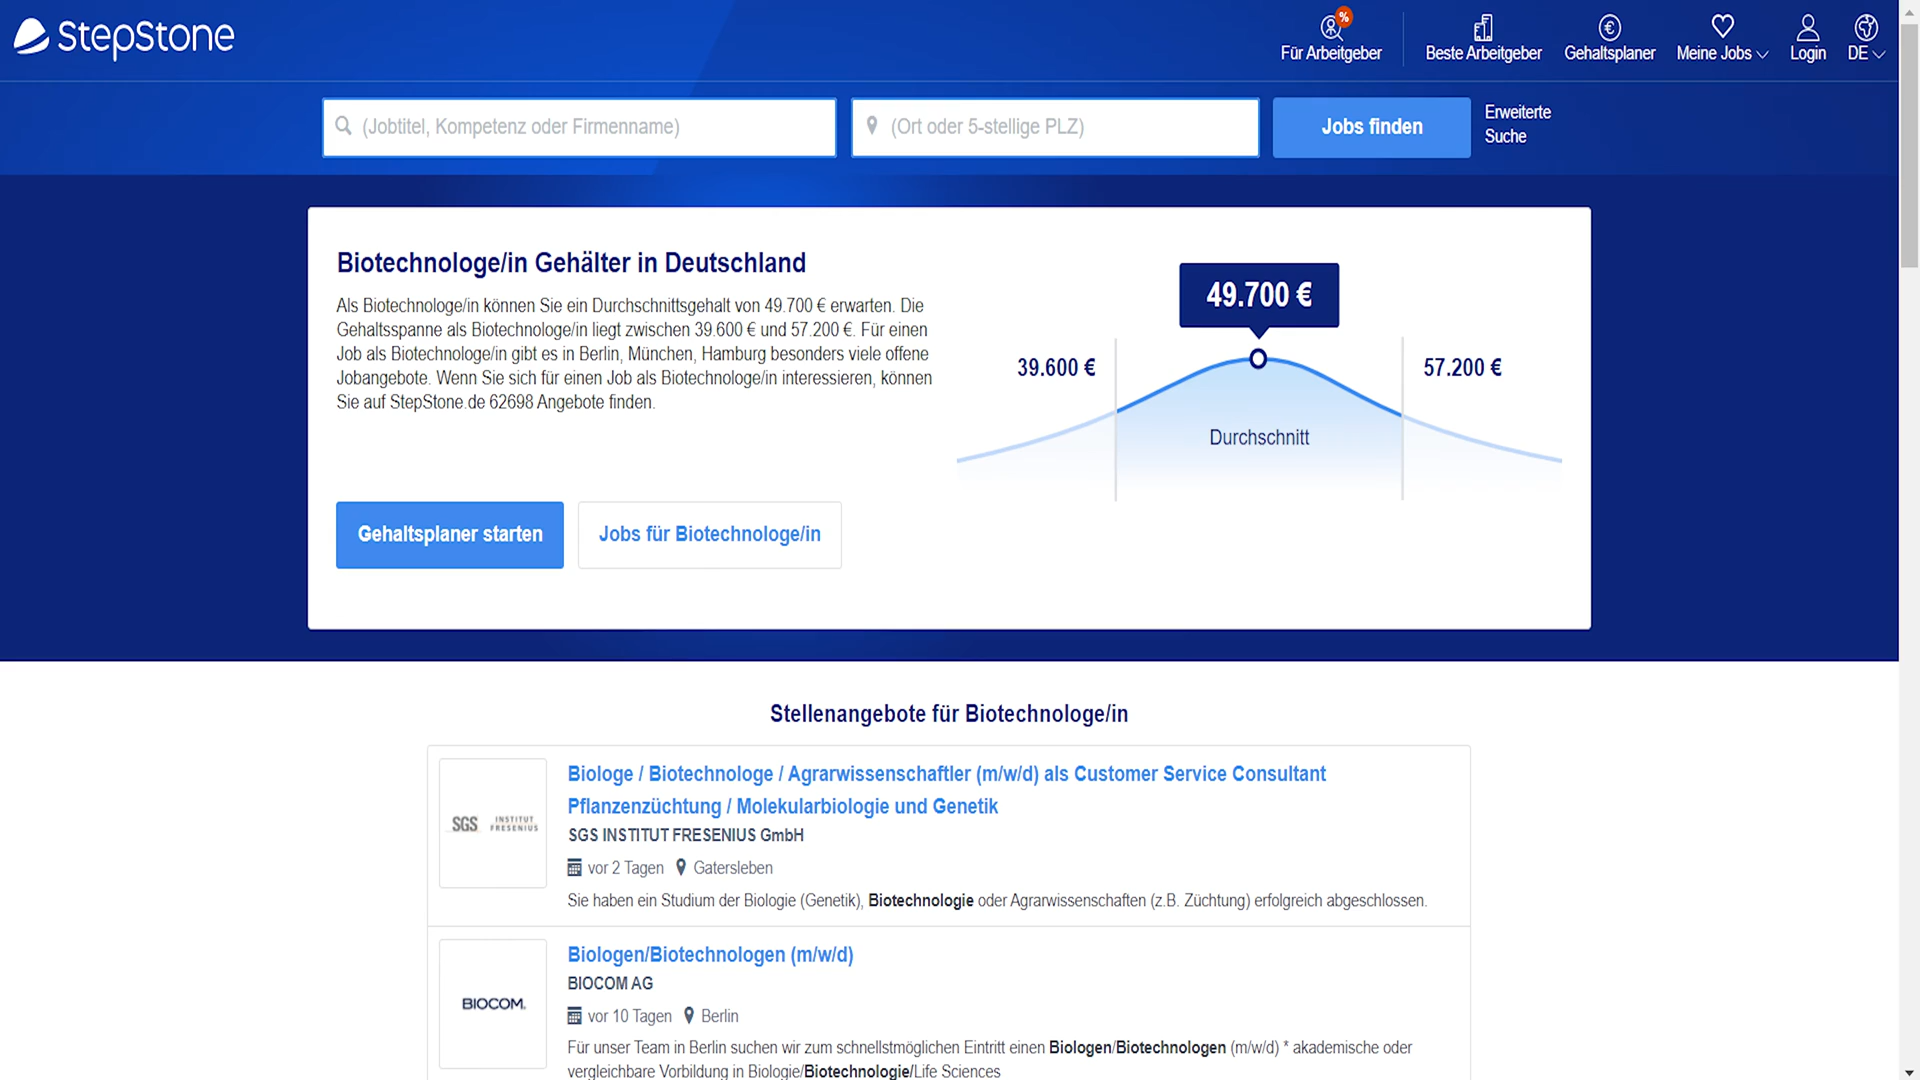 StepStone
%
Für Arbeitgeber
Beste Arbeitgeber
Gehaltsplaner
Meine Jobs
Login
DE
(Jobtitel, Kompetenz oder Firmenname)
(Ort oder 5-stellige PLZ)
Jobs finden
Erweiterte
Suche
Biotechnologe/in Gehälter in Deutschland
Als Biotechnologe/in können Sie ein Durchschnittsgehalt von 49.700 € erwarten. Die
Gehaltsspanne als Biotechnologe/in liegt zwischen 39.600 € und 57.200 €. Für einen
Job als Biotechnologe/in gibt es in Berlin, München, Hamburg besonders viele offene
Jobangebote. Wenn Sie sich für einen Job als Biotechnologe/in interessieren, können
Sie auf StepStone.de 62698 Angebote finden.
49.700 €
39.600 €
57.200 €
Durchschnitt
Gehaltsplaner starten
Jobs für Biotechnologe/in
Stellenangebote für Biotechnologe/in
SGS INSTITUT
FRESENIUS
Biologe / Biotechnologe / Agrarwissenschaftler (m/w/d) als Customer Service Consultant
Pflanzenzüchtung / Molekularbiologie und Genetik
SGS INSTITUT FRESENIUS GmbH
vor 2 Tagen Gatersleben
Sie haben ein Studium der Biologie (Genetik), Biotechnologie oder Agrarwissenschaften (z.B. Züchtung) erfolgreich abgeschlossen.
BIOCOM.
Biologen/Biotechnologen (m/w/d)
BIOCOM AG
vor 10 Tagen Berlin
Für unser Team in Berlin suchen wir zum schnellstmöglichen Eintritt einen Biologen/Biotechnologen (m/w/d) * akademische oder
vergleichbare Vorbildung in Biologie/Biotechnologie/Life Sciences